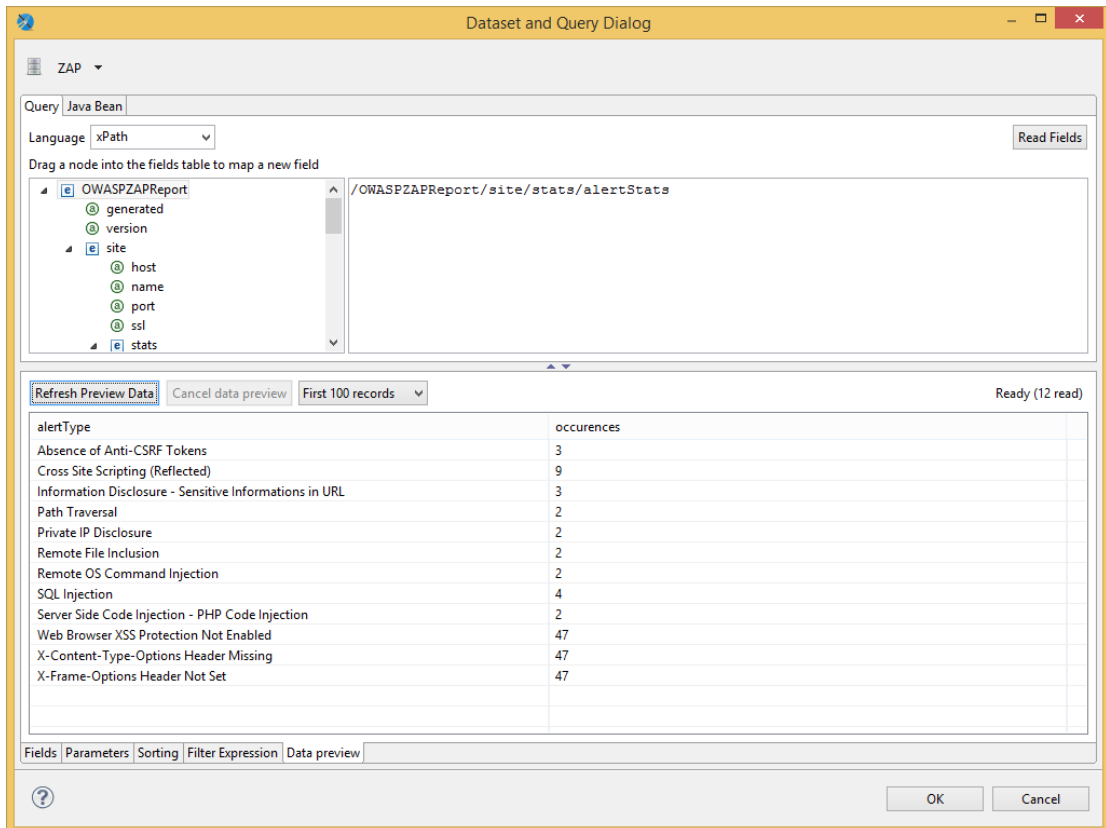 Dataset and Query Dialog
ZAP
Query Java Bean
Language xPath Read Fields
Drag a node into the fields table to map a new field
e OWASPZAPReport
a generated
a version
e site
a host
a name
a port
a ssl
e stats
/OWASPZAPReport/site/stats/alertStats
Refresh Preview Data Cancel data preview First 100 records Ready (12 read)
alertType occurences
Absence of Anti-CSRF Tokens 3
Cross Site Scripting (Reflected) 9
Information Disclosure - Sensitive Informations in URL 3
Path Traversal 2
Private IP Disclosure 2
Remote File Inclusion 2
Remote OS Command Injection 2
SQL Injection 4
Server Side Code Injection - PHP Code Injection 2
Web Browser XSS Protection Not Enabled 47
X-Content-Type-Options Header Missing 47
X-Frame-Options Header Not Set 47
Fields Parameters Sorting Filter Expression Data preview
? OK Cancel